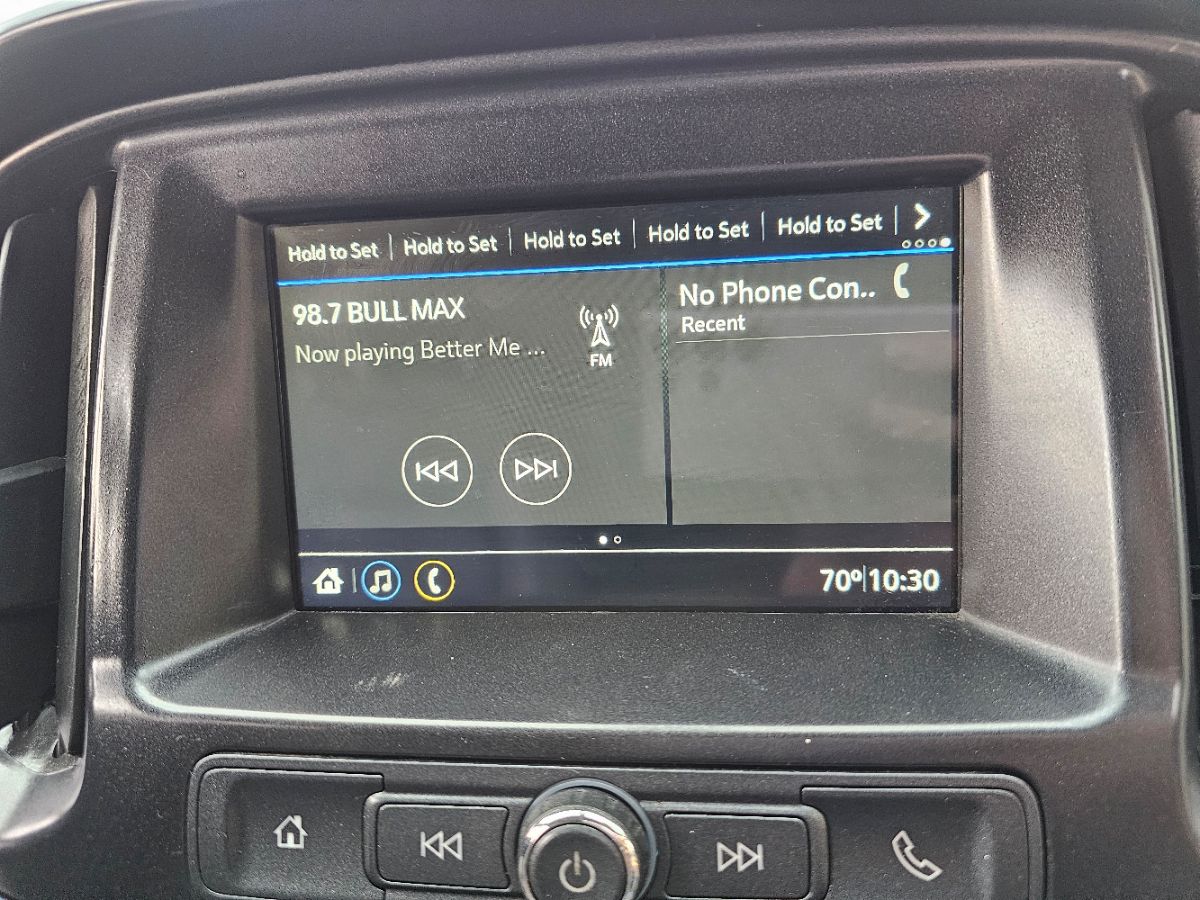 Hold to Set | Hold to Set | Hold to Set | Hold to Set | Hold to Set
98.7 BULL MAX
Now playing Better Me ...
FM
No Phone Con..
Recent
70º|10:30